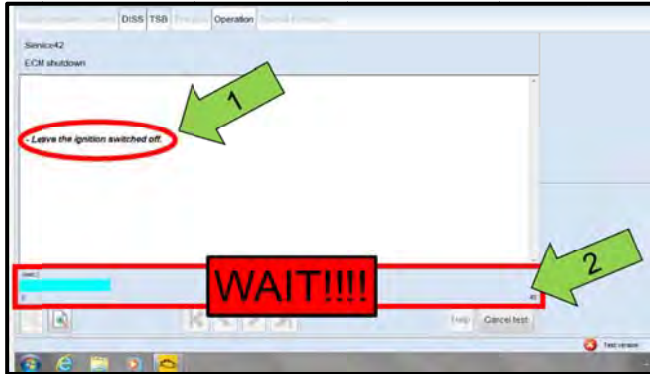 DISS TSB Operation
Service42
ECM shutdown
1
- Leave the ignition switched off.
2
WAIT!!!!
0
Help Cancel test
Test version